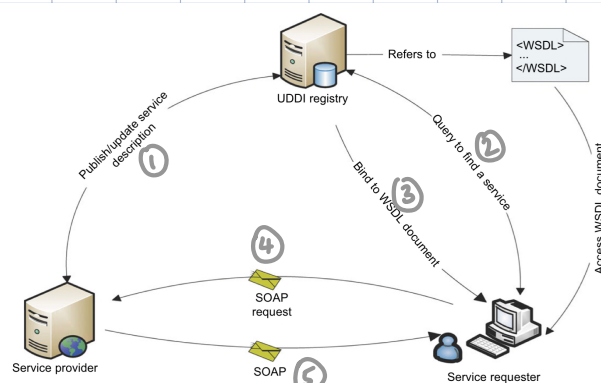 Refers to
<WSDL>
...
</WSDL>
UDDI registry
Publish/update service
description
1
Query to find a service
2
Bind to WSDL document
3
Access WSDL document
4
SOAP
request
Service provider
SOAP
5
Service requester